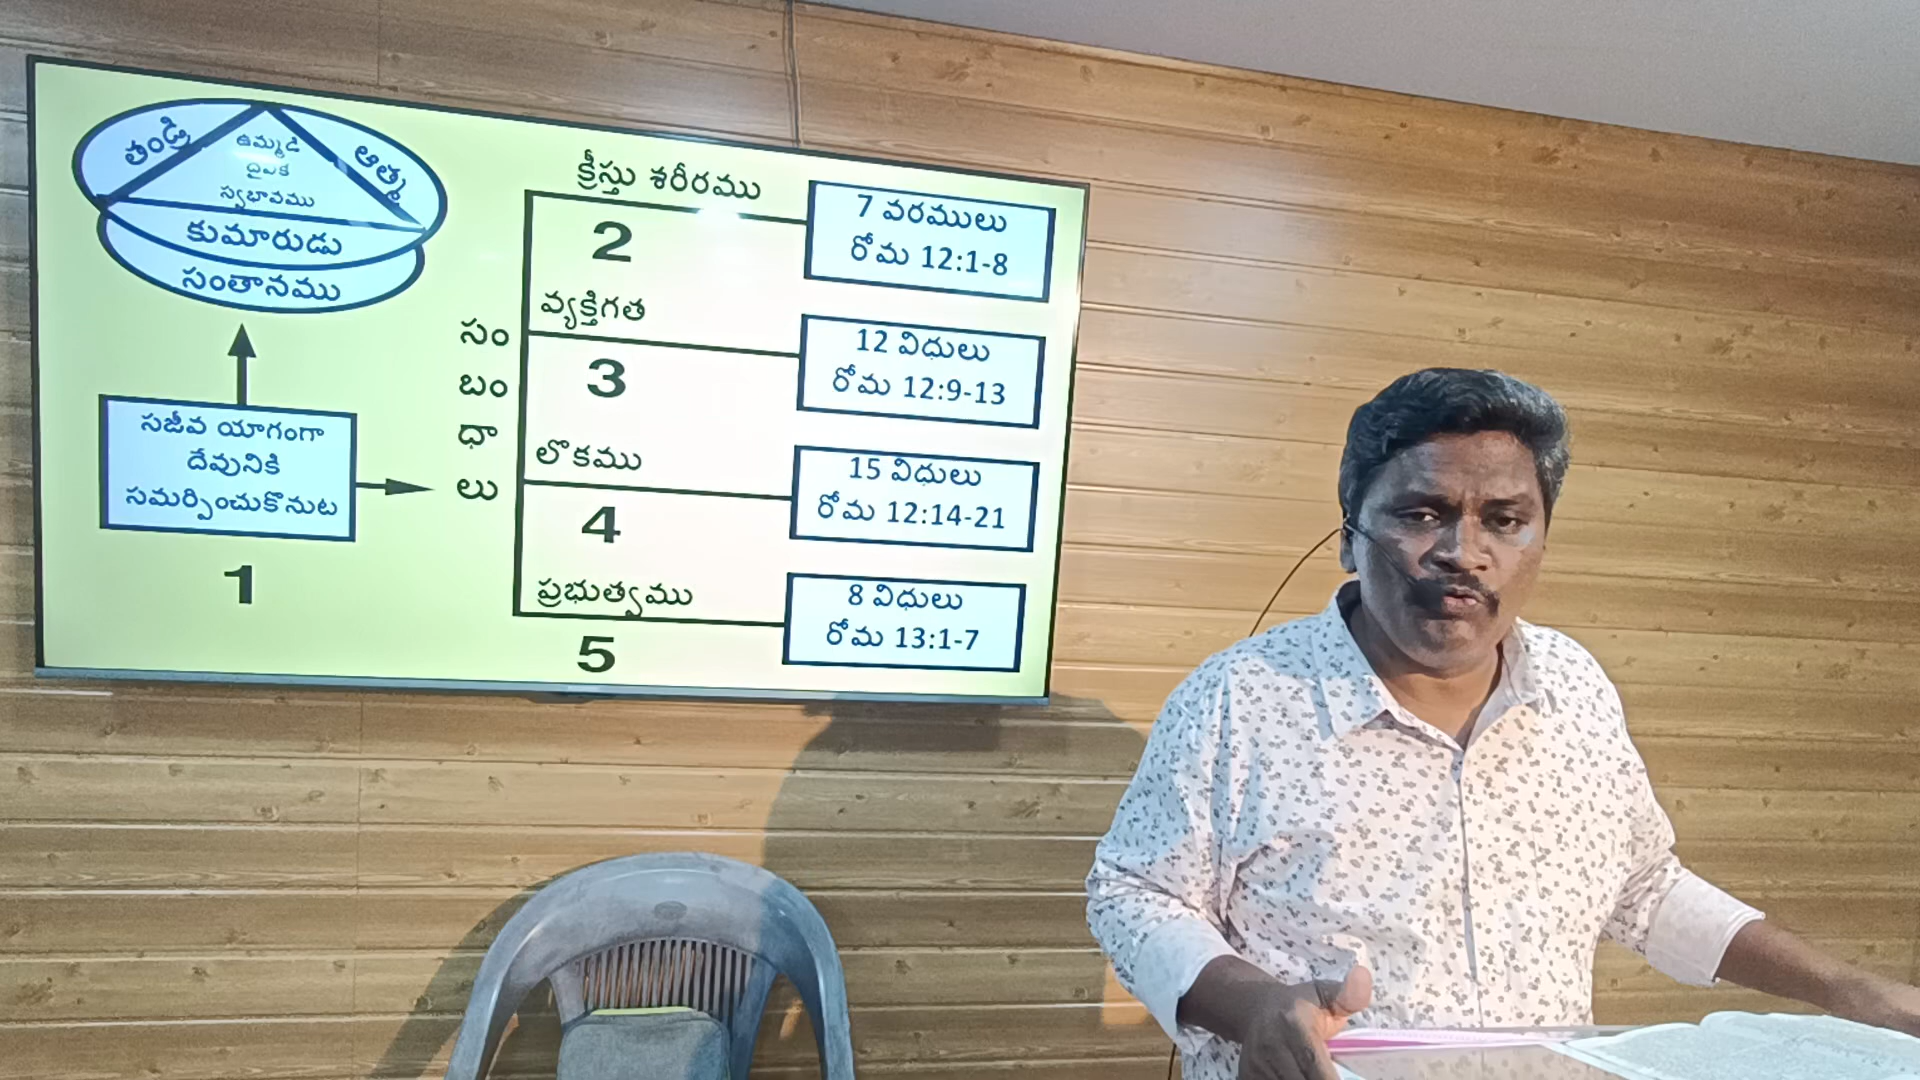 తండ్రి
ఆత్మ
ఉమ్మడి
దైవిక
స్వభావము
కుమారుడు
సంతానము
సజీవ యాగంగా
దేవునికి
సమర్పించుకొనుట
1
సం
బం
ధా
లు
క్రీస్తు శరీరము
2
7 వరములు
రోమ 12:1-8
వ్యక్తిగత
3
12 విధులు
రోమ 12:9-13
లొకము
4
15 విధులు
రోమ 12:14-21
ప్రభుత్వము
5
8 విధులు
రోమ 13:1-7